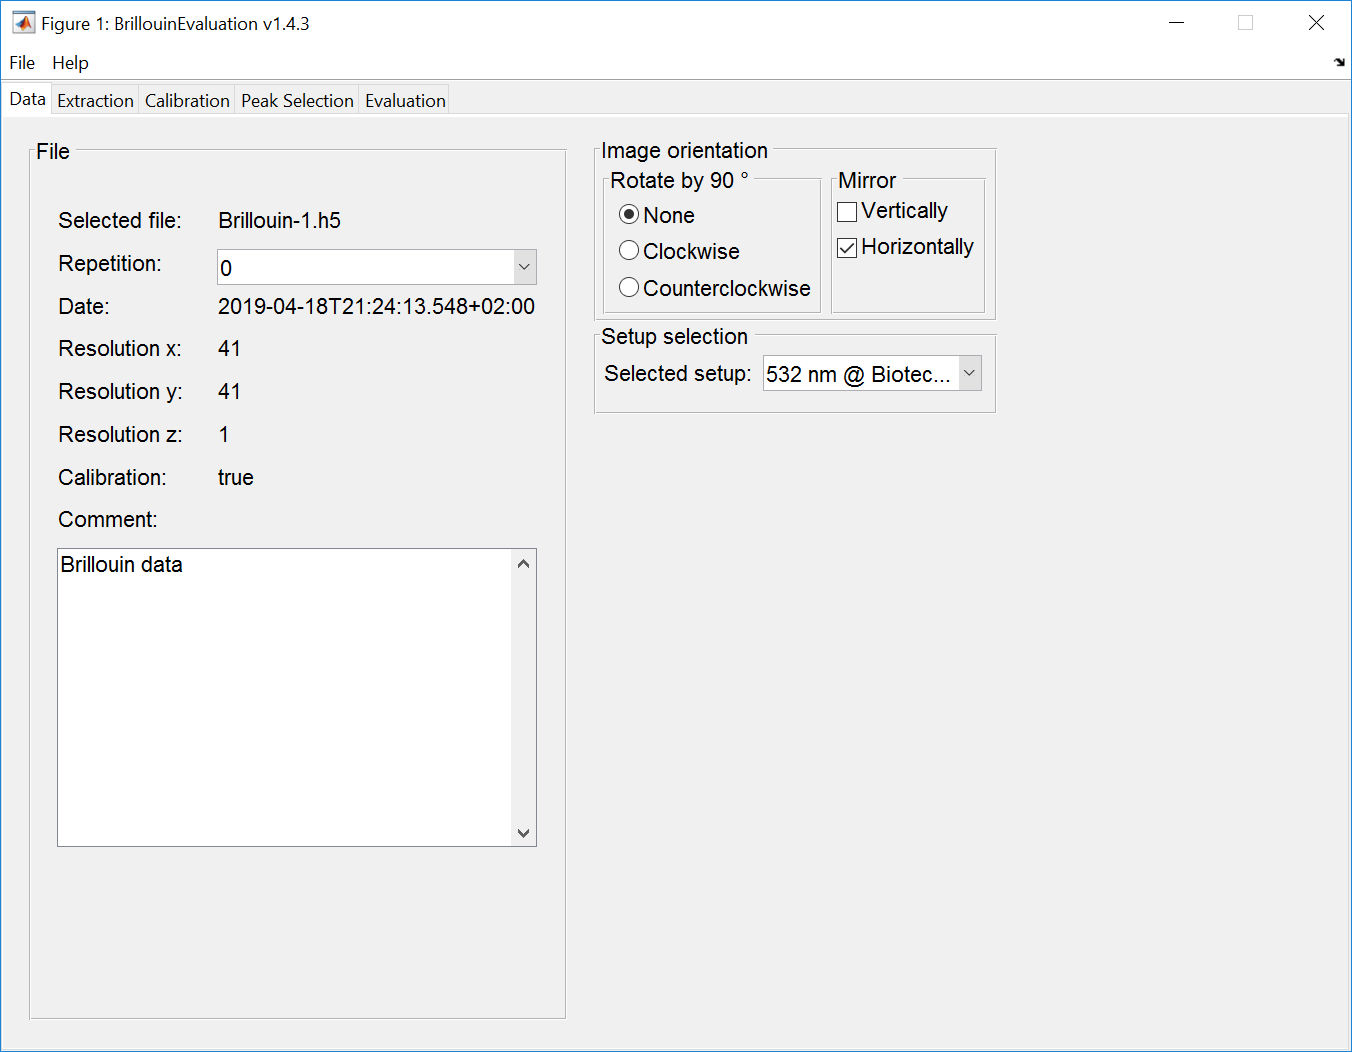 Figure 1: BrillouinEvaluation v1.4.3
File Help
Data Extraction Calibration Peak Selection Evaluation
File
Selected file: Brillouin-1.h5
Repetition: 0
Date: 2019-04-18T21:24:13.548+02:00
Resolution x: 41
Resolution y: 41
Resolution z: 1
Calibration: true
Comment:
Brillouin data
Image orientation
Rotate by 90 °
None
Clockwise
Counterclockwise
Mirror
Vertically
Horizontally
Setup selection
Selected setup: 532 nm @ Biotec...